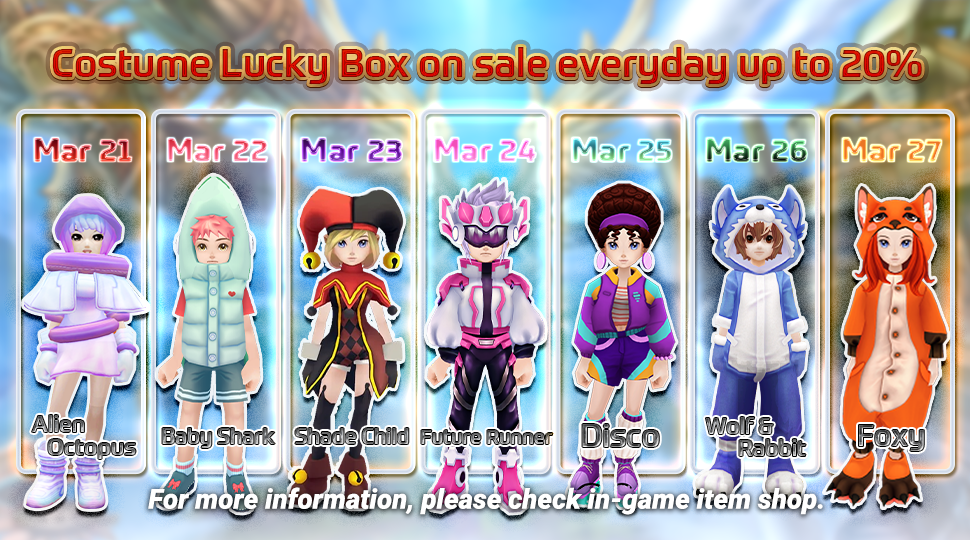 Costume Lucky Box on sale everyday up to 20%
Mar 21
Mar 22
Mar 23
Mar 24
Mar 25
Mar 26
Mar 27
Alien
Octopus
Baby Shark
Shade Child
Future Runner
Disco
Wolf &
Rabbit
Foxy
For more information, please check in-game item shop.